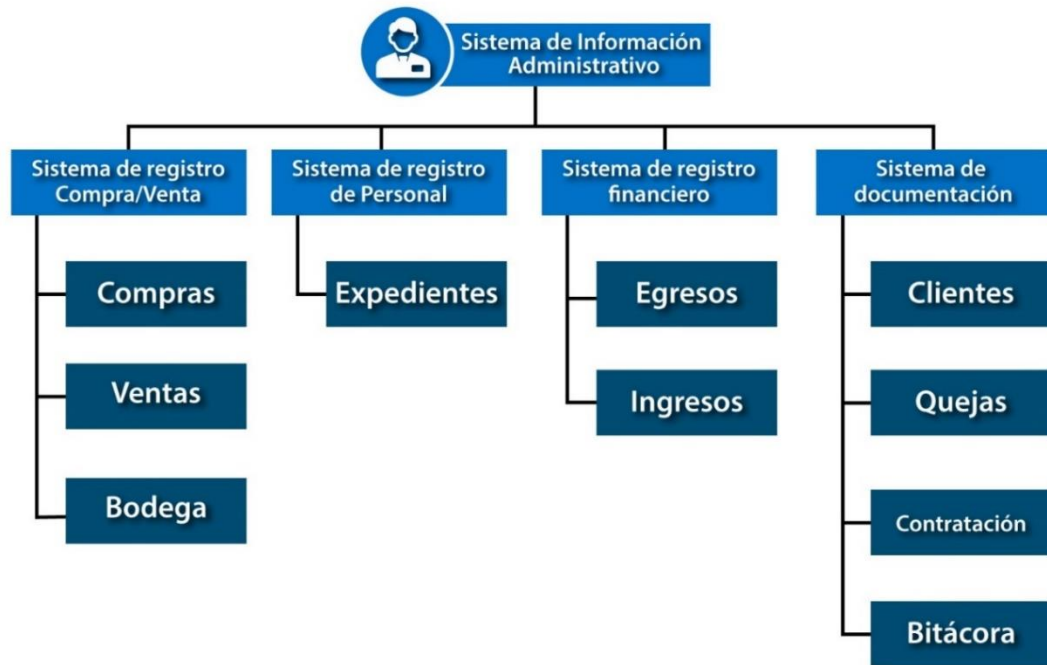 Sistema de Información
Administrativo
Sistema de registro
Compra/Venta
Compras
Ventas
Bodega
Sistema de registro
de Personal
Expedientes
Sistema de registro
financiero
Egresos
Ingresos
Sistema de
documentación
Clientes
Quejas
Contratación
Bitácora